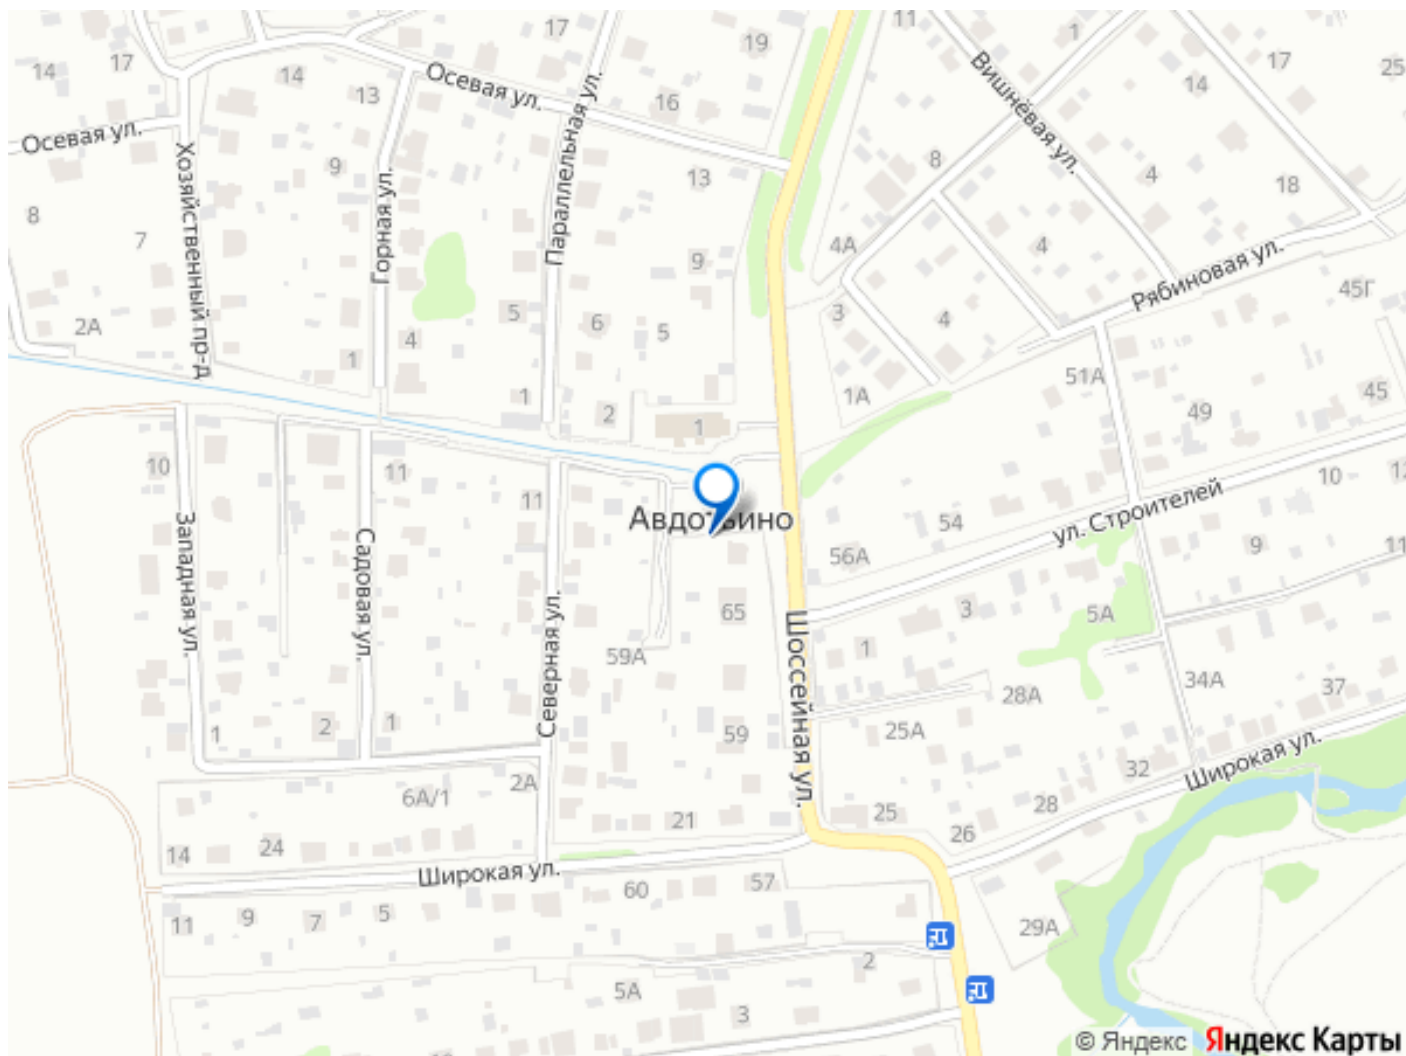 11
1
17
19
17
14
17
14
14
25
13
16
Осевая ул.
Вишнёвая ул.
Осевая ул.
Хозяйственный пр-д
9
Горная ул.
Параллельная ул.
13
8
4
18
8
7
9
4А
4
Рябиновая ул.
45Г
2А
5
6
5
3
4
1
4
1
2
1
1А
51А
49
45
10
11
11
Авдотьино
54
ул. Строителей
10
12
56А
9
11
Западная ул.
Садовая ул.
Северная ул.
65
Шоссейная ул.
3
5А
59А
1
28А
34А
37
1
2
1
59
25А
Широкая ул.
32
2А
6А/1
21
25
28
26
14
24
Широкая ул.
60
57
11
9
7
5
29А
2
5А
3
© Яндекс Яндекс Карты